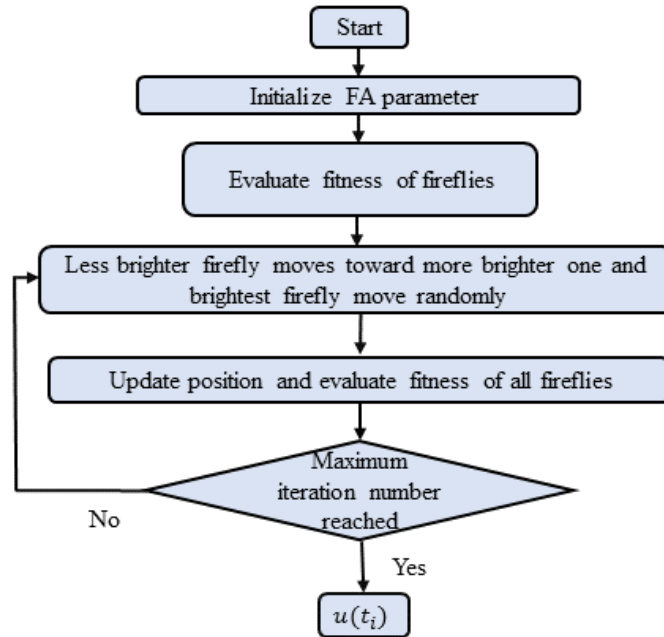 Start
Initialize FA parameter
Evaluate fitness of fireflies
Less brighter firefly moves toward more brighter one and
brightest firefly move randomly
Update position and evaluate fitness of all fireflies
Maximum
iteration number
reached
No
Yes
u(tᵢ)